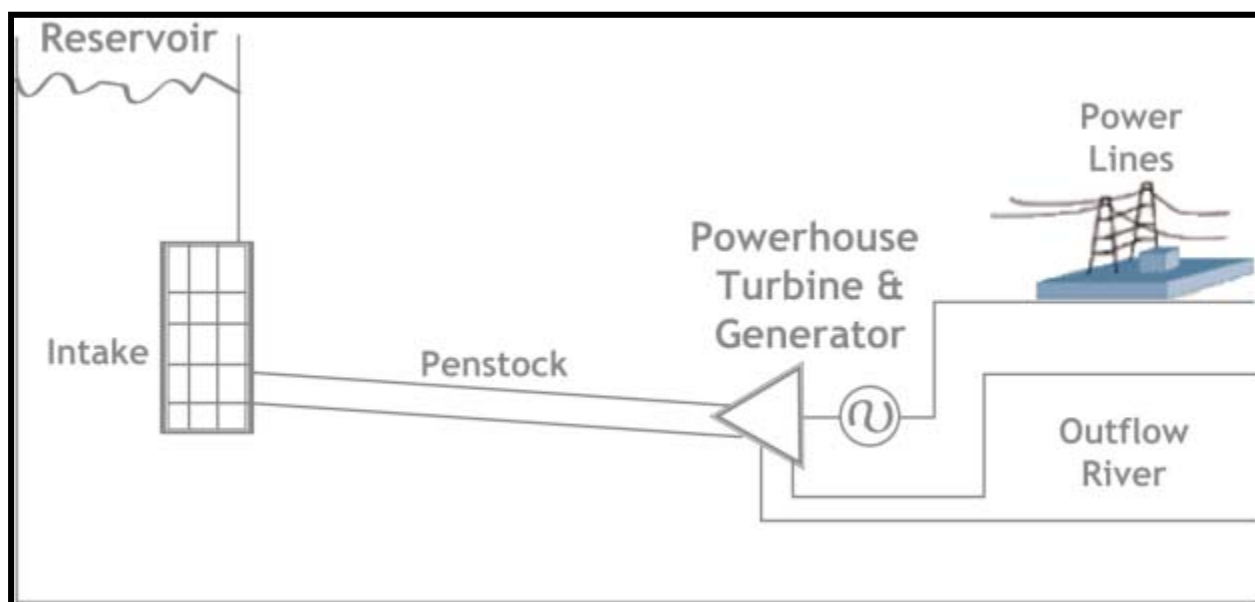 Reservoir
Power
Lines
Powerhouse
Turbine &
Generator
Intake
Penstock
Outflow
River